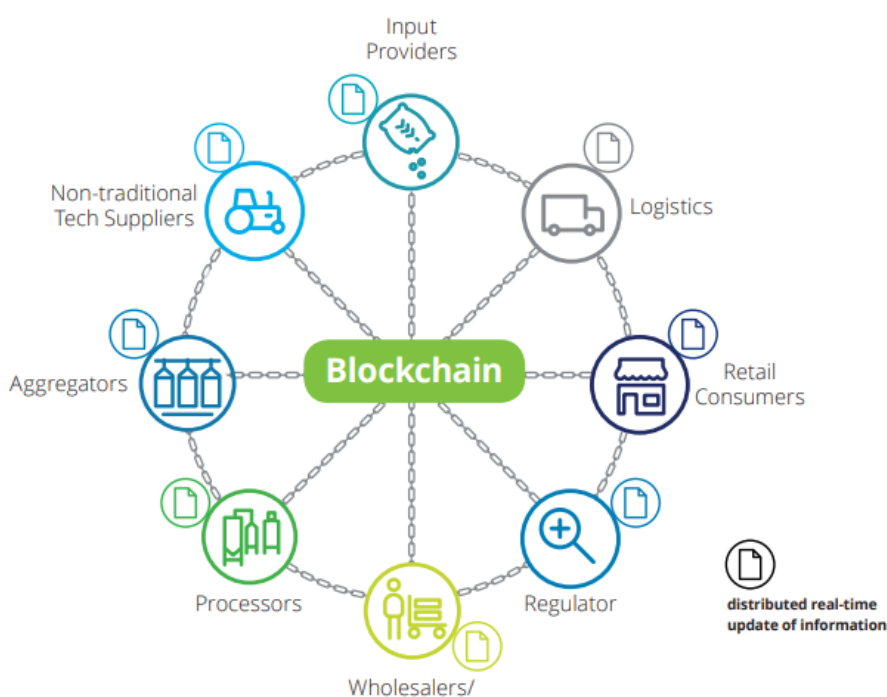 Input
Providers
Non-traditional
Tech Suppliers
Logistics
Aggregators
Blockchain
Retail
Consumers
Processors
Regulator
Wholesalers/
distributed real-time
update of information